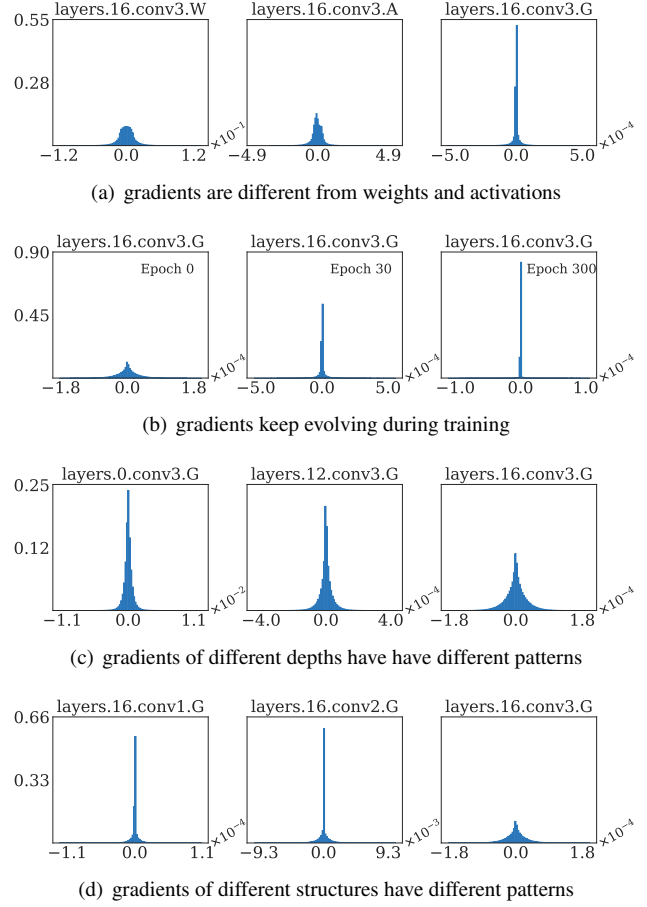 layers.16.conv3.W layers.16.conv3.A layers.16.conv3.G
0.55
0.28
−1.2 0.0 1.2 ×10⁻¹ −4.9 0.0 4.9 −5.0 0.0 5.0 ×10⁻⁴
(a) gradients are different from weights and activations
layers.16.conv3.G layers.16.conv3.G layers.16.conv3.G
0.90
Epoch 0 Epoch 30 Epoch 300
0.45
−1.8 0.0 1.8 ×10⁻⁴ −5.0 0.0 5.0 ×10⁻⁴ −1.0 0.0 1.0 ×10⁻⁴
(b) gradients keep evolving during training
layers.0.conv3.G layers.12.conv3.G layers.16.conv3.G
0.25
0.12
−1.1 0.0 1.1 ×10⁻² −4.0 0.0 4.0 ×10⁻⁴ −1.8 0.0 1.8 ×10⁻⁴
(c) gradients of different depths have have different patterns
layers.16.conv1.G layers.16.conv2.G layers.16.conv3.G
0.66
0.33
−1.1 0.0 1.1 ×10⁻⁴ −9.3 0.0 9.3 ×10⁻³ −1.8 0.0 1.8 ×10⁻⁴
(d) gradients of different structures have different patterns